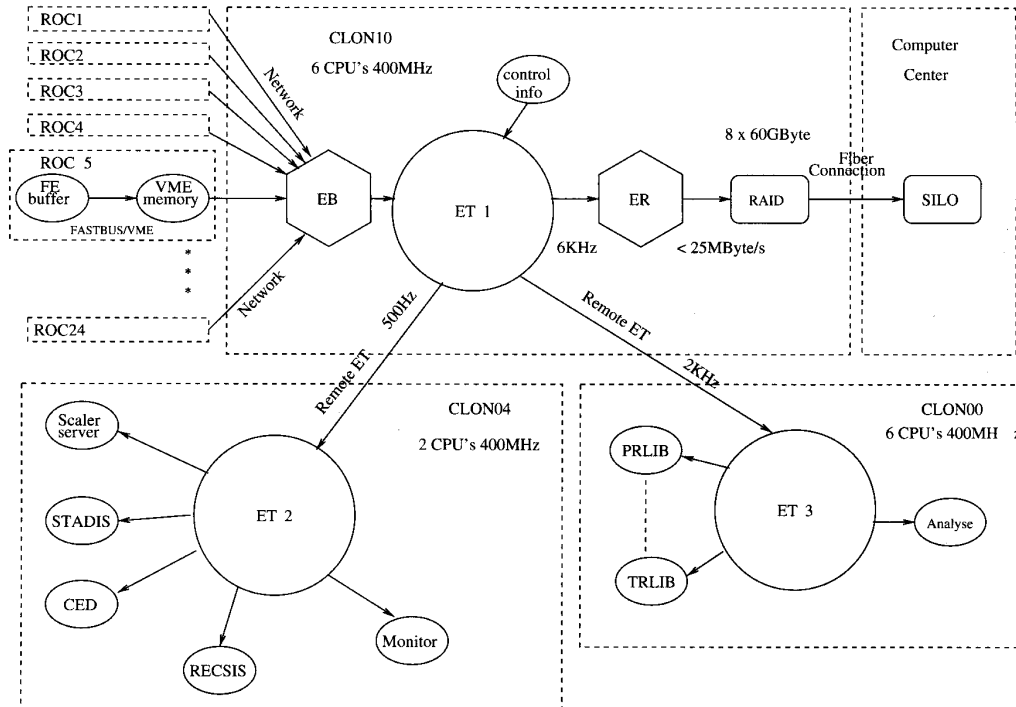 ROC1
ROC2
ROC3
ROC4
ROC 5
FE
buffer
VME
memory
FASTBUS/VME
*
*
*
ROC24
Network
Network
CLON10
6 CPU's 400MHz
control
info
EB
ET 1
6KHz
ER
< 25MByte/s
8 x 60GByte
RAID
Fiber
Connection
Computer
Center
SILO
500Hz
Remote ET
Remote ET
2KHz
CLON04
2 CPU's 400MHz
Scaler
server
STADIS
CED
RECSIS
Monitor
ET 2
CLON00
6 CPU's 400MH z
PRLIB
TRLIB
ET 3
Analyse